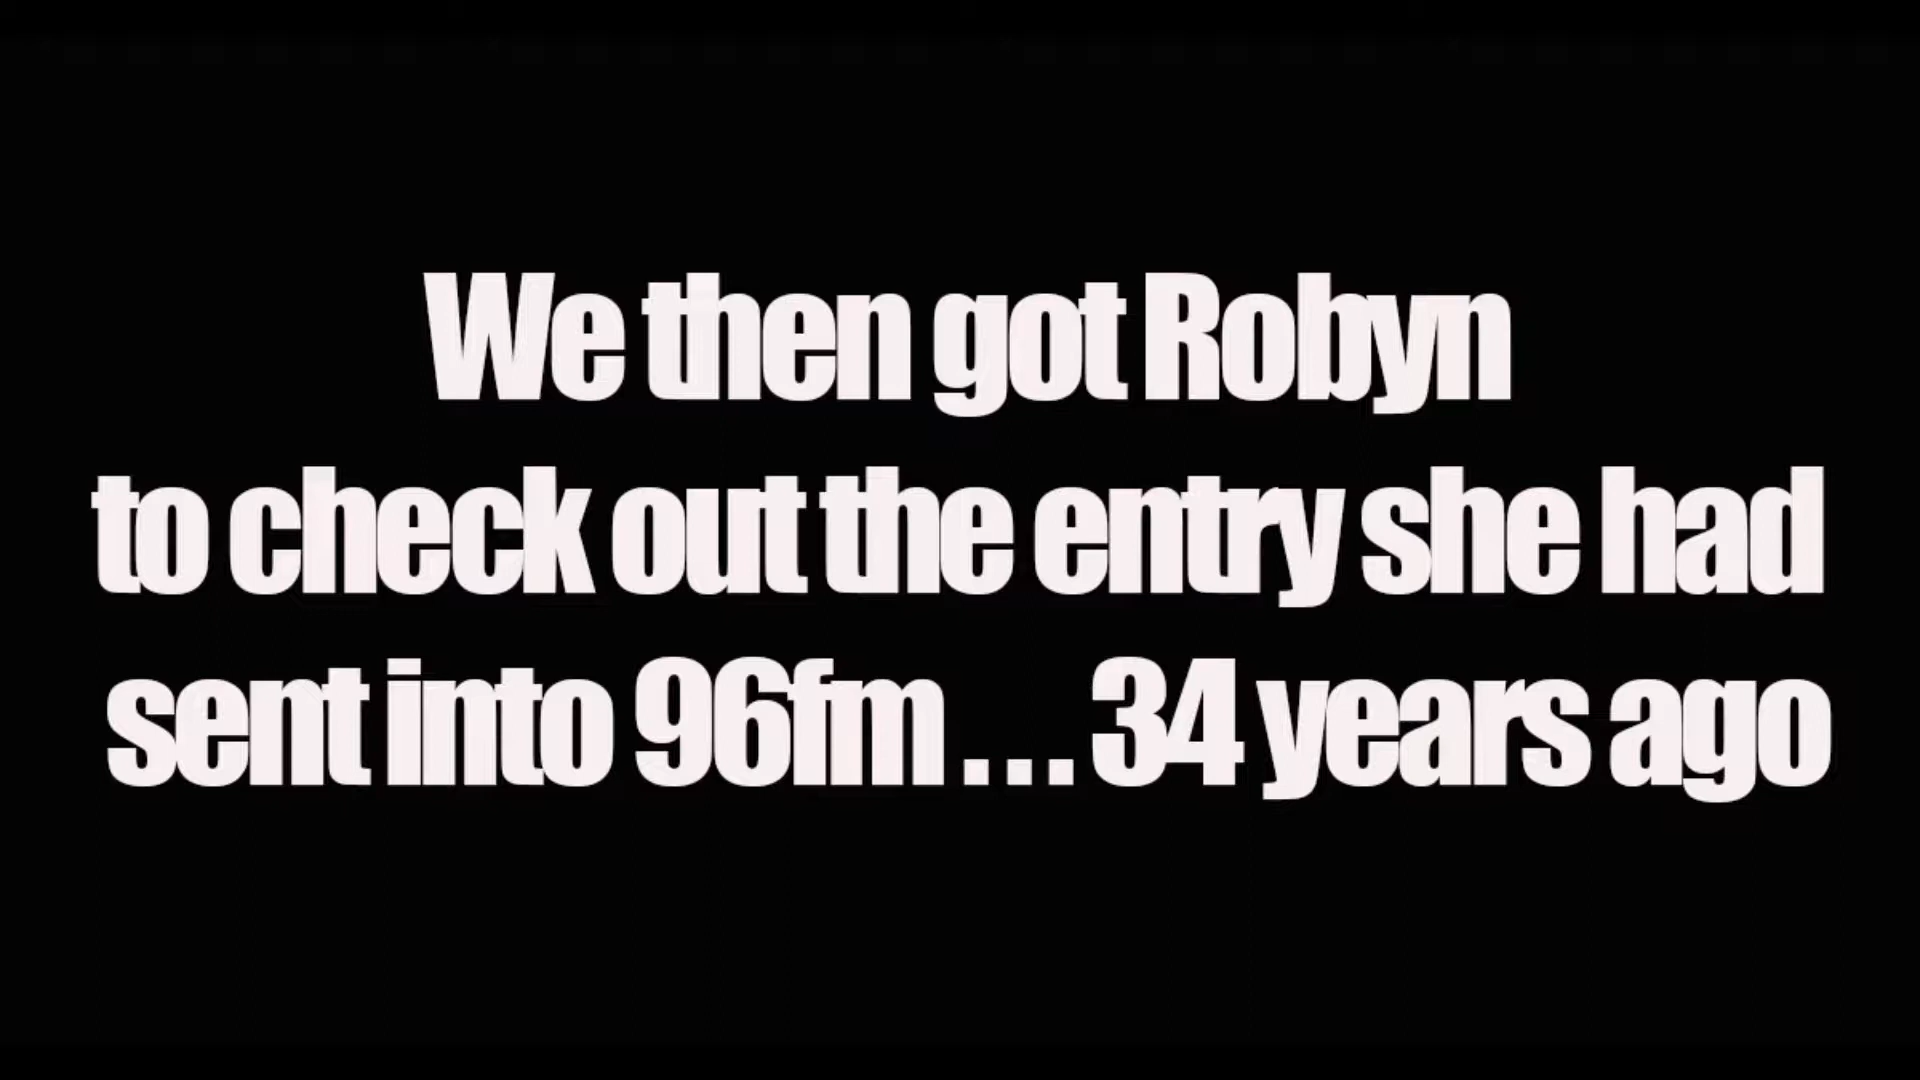 We then got Robyn
to check out the entry she had
sent into 96fm . . . 34 years ago